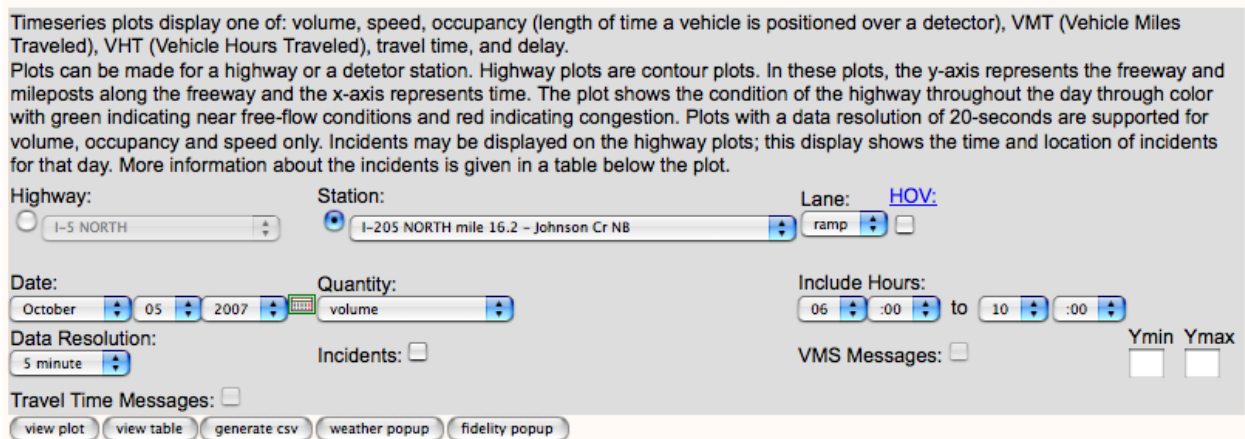 Timeseries plots display one of: volume, speed, occupancy (length of time a vehicle is positioned over a detector), VMT (Vehicle Miles
Traveled), VHT (Vehicle Hours Traveled), travel time, and delay.
Plots can be made for a highway or a detetor station. Highway plots are contour plots. In these plots, the y-axis represents the freeway and
mileposts along the freeway and the x-axis represents time. The plot shows the condition of the highway throughout the day through color
with green indicating near free-flow conditions and red indicating congestion. Plots with a data resolution of 20-seconds are supported for
volume, occupancy and speed only. Incidents may be displayed on the highway plots; this display shows the time and location of incidents
for that day. More information about the incidents is given in a table below the plot.
Highway: Station: Lane: HOV:
I-5 NORTH I-205 NORTH mile 16.2 - Johnson Cr NB ramp
Date: Quantity: Include Hours:
October 05 2007 volume 06 :00 to 10 :00
Data Resolution: Ymin Ymax
5 minute Incidents: VMS Messages:
Travel Time Messages:
view plot view table generate csv weather popup fidelity popup